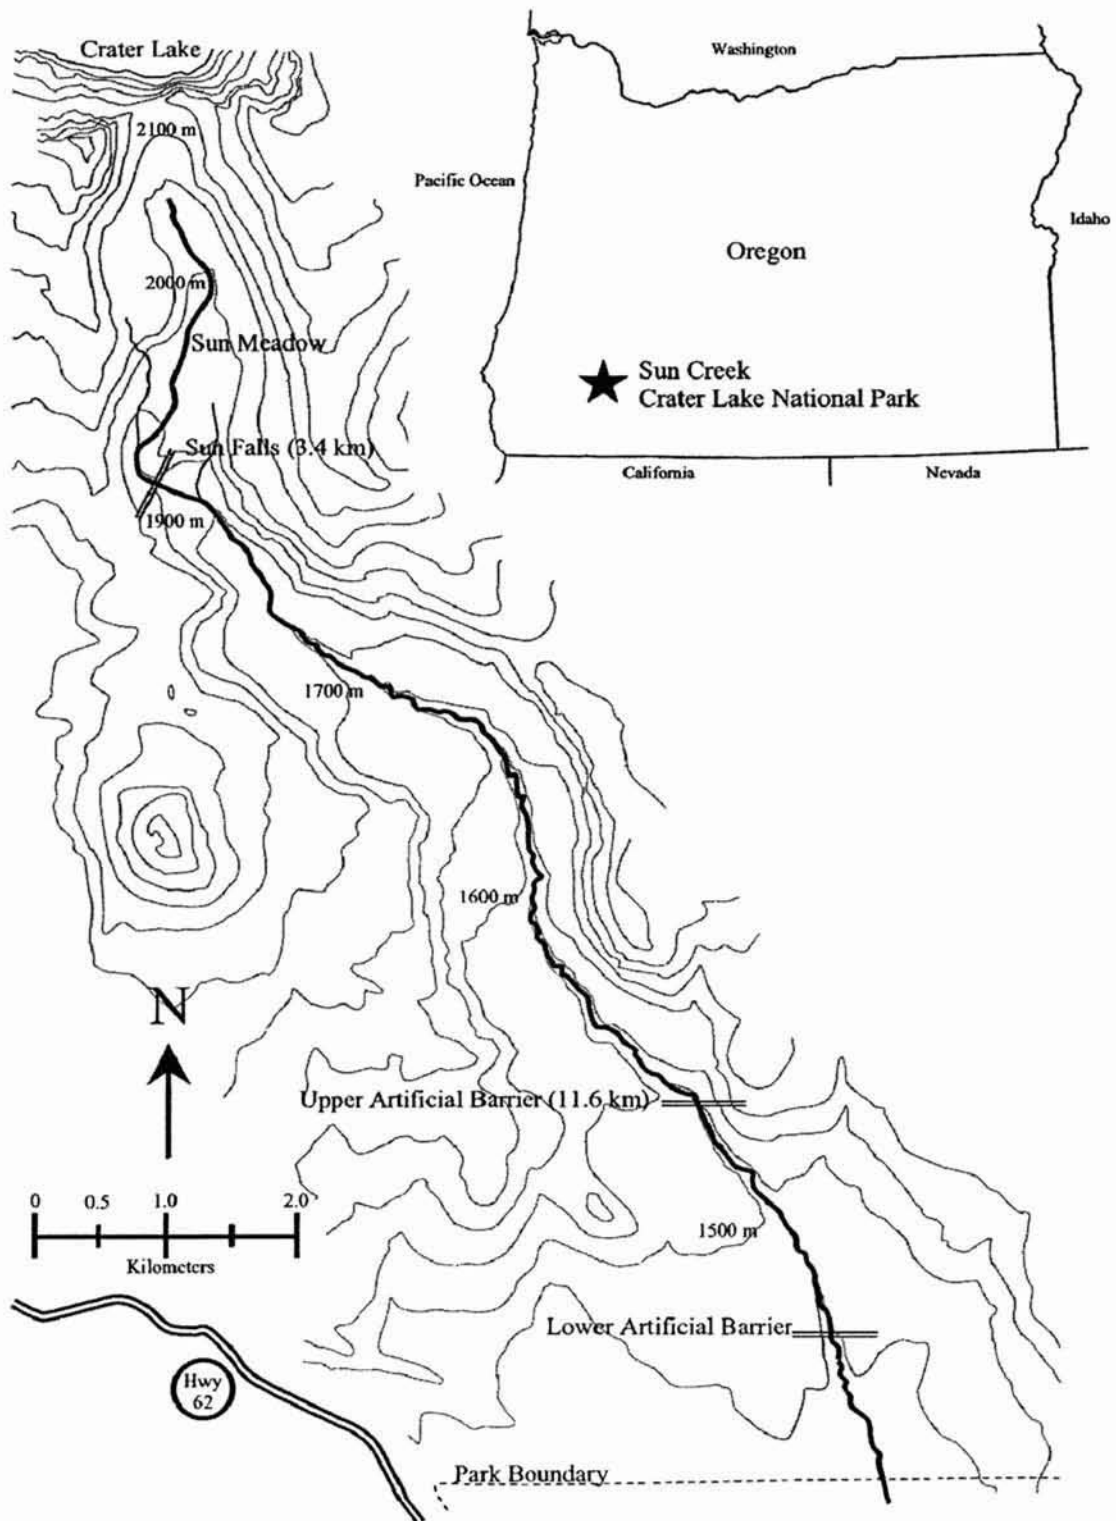 Crater Lake
2100 m
2000 m
Sun Meadow
Sun Falls (3.4 km)
1900 m
1700 m
1600 m
N
Upper Artificial Barrier (11.6 km)
0 0.5 1.0 2.0
Kilometers
1500 m
Lower Artificial Barrier
Hwy
62
Park Boundary
Washington
Pacific Ocean
Idaho
Oregon
Sun Creek
Crater Lake National Park
California
Nevada